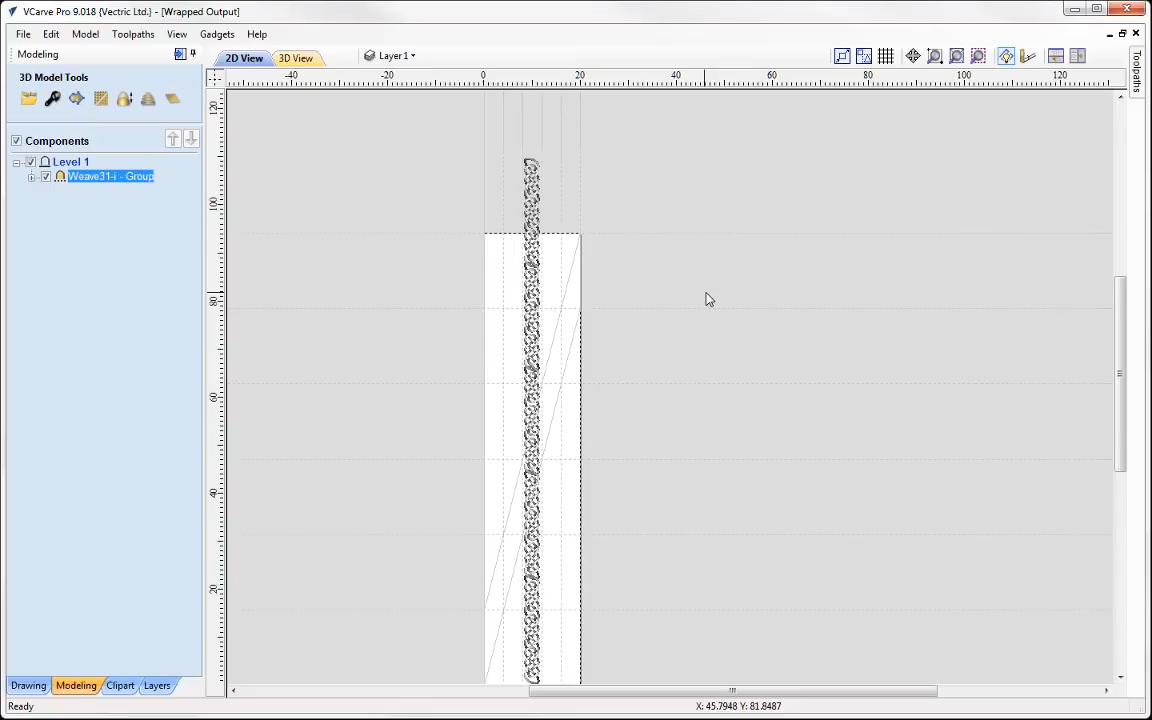 VCarve Pro 9.018 {Vectric Ltd.} - [Wrapped Output]
File Edit Model Toolpaths View Gadgets Help
Modeling
2D View 3D View Layer1
3D Model Tools
Components
Level 1
Weave31-i - Group
-40 -20 0 20 40 60 80 100 120
120
100
80
60
40
20
Toolpaths
Drawing Modeling Clipart Layers
Ready
X: 45.7948 Y: 81.8487